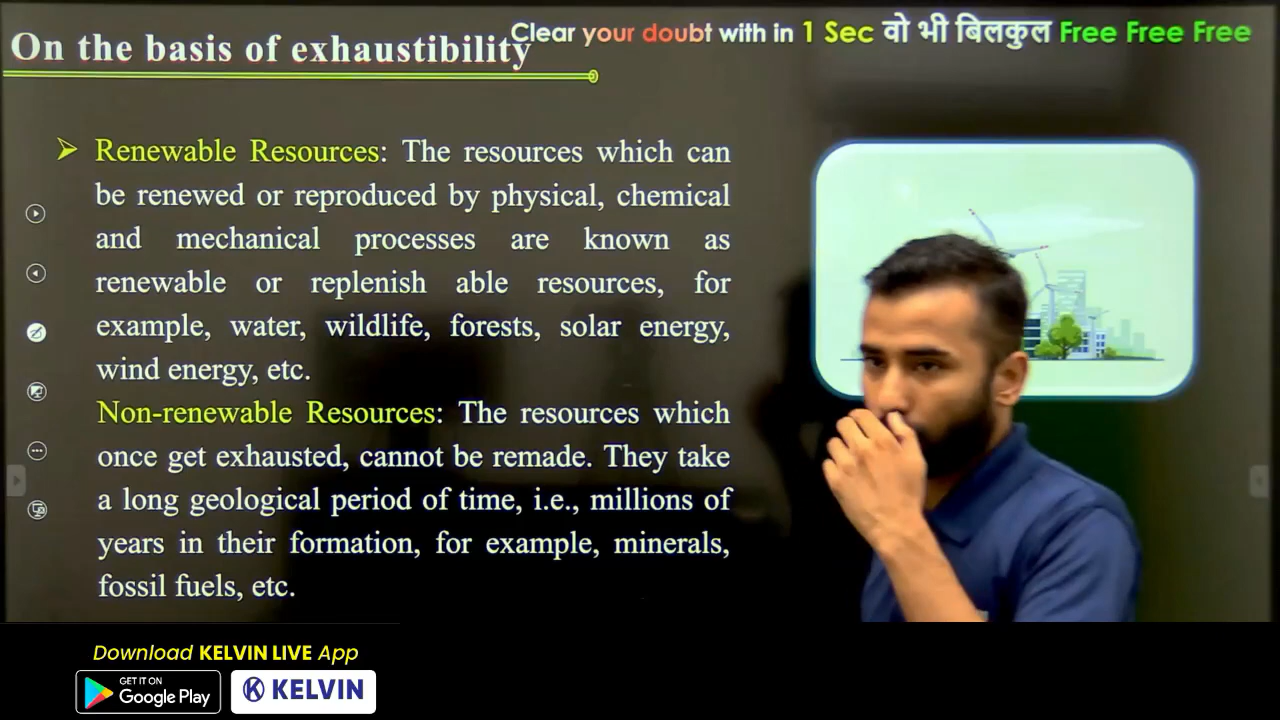 On the basis of exhaustibility
Clear your doubt with in 1 Sec वो भी बिलकुल Free Free Free
Renewable Resources: The resources which can
be renewed or reproduced by physical, chemical
and mechanical processes are known as
renewable or replenish able resources, for
example, water, wildlife, forests, solar energy,
wind energy, etc.
Non-renewable Resources: The resources which
once get exhausted, cannot be remade. They take
a long geological period of time, i.e., millions of
years in their formation, for example, minerals,
fossil fuels, etc.
Download KELVIN LIVE App
GET IT ON
Google Play
KELVIN